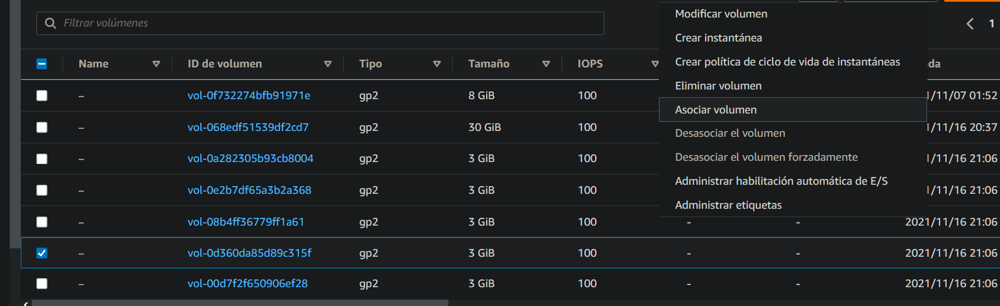 Filtrar volúmenes
1
Modificar volumen
Crear instantánea
Crear política de ciclo de vida de instantáneas
Eliminar volumen
Asociar volumen
Desasociar el volumen
Desasociar el volumen forzadamente
Administrar habilitación automática de E/S
Administrar etiquetas
Name ID de volumen Tipo Tamaño IOPS da
– vol-0f732274bfb91971e gp2 8 GiB 100 1/11/07 01:52
– vol-068edf51539df2cd7 gp2 30 GiB 100 1/11/16 20:37
– vol-0a282305b93cb8004 gp2 3 GiB 100 1/11/16 21:06
– vol-0e2b7df65a3b2a368 gp2 3 GiB 100 1/11/16 21:06
– vol-08b4ff36779ff1a61 gp2 3 GiB 100 - - 2021/11/16 21:06
– vol-0d360da85d89c315f gp2 3 GiB 100 - - 2021/11/16 21:06
– vol-00d7f2f650906ef28 gp2 3 GiB 100 - - 2021/11/16 21:06